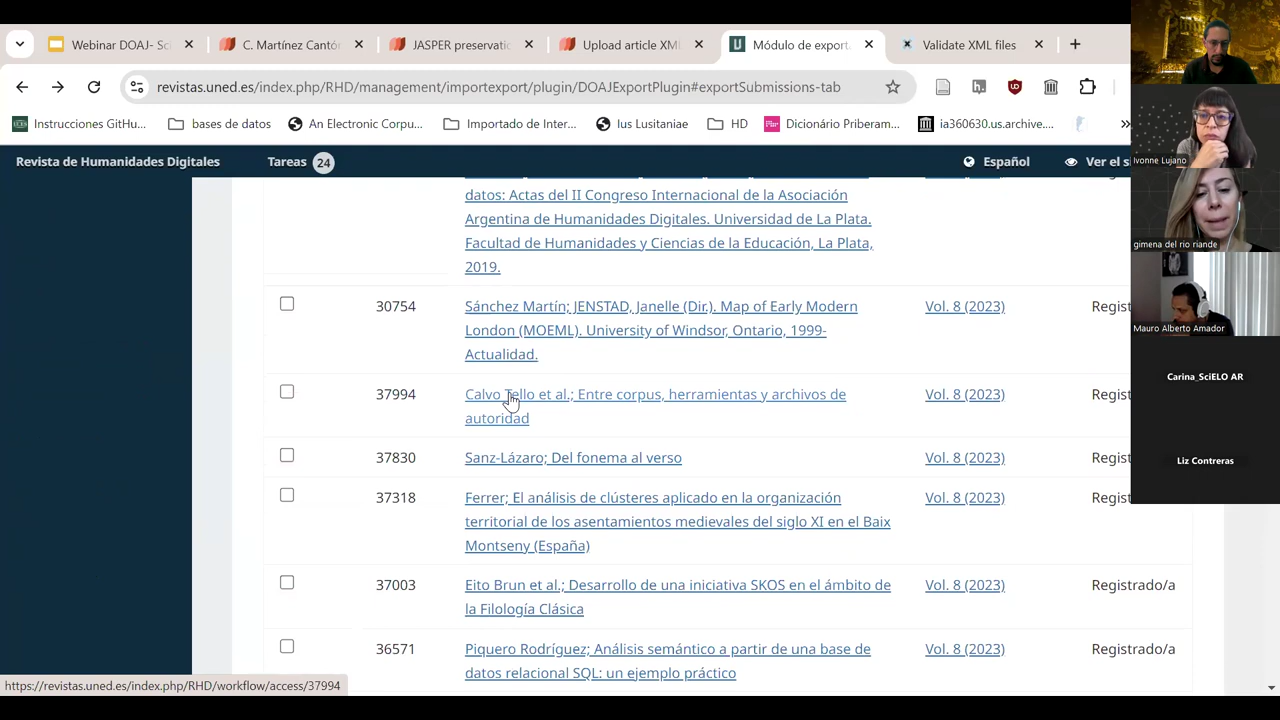 Webinar DOAJ- Sc
C. Martínez Cantó
JASPER preservatio
Upload article XML
Módulo de export
Validate XML files
revistas.uned.es/index.php/RHD/management/importexport/plugin/DOAJExportPlugin#exportSubmissions-tab
Instrucciones GitHu...
bases de datos
An Electronic Corpu...
Importado de Inter...
Ius Lusitaniae
HD
Dicionário Priberam...
ia360630.us.archive...
Revista de Humanidades Digitales
Tareas 24
Español
Ver el si
datos: Actas del II Congreso Internacional de la Asociación
Argentina de Humanidades Digitales. Universidad de La Plata.
Facultad de Humanidades y Ciencias de la Educación, La Plata,
2019.
30754
Sánchez Martín; JENSTAD, Janelle (Dir.). Map of Early Modern
London (MOEML). University of Windsor, Ontario, 1999-
Actualidad.
Vol. 8 (2023)
Regist
37994
Calvo Tello et al.; Entre corpus, herramientas y archivos de
autoridad
Vol. 8 (2023)
Regist
37830
Sanz-Lázaro; Del fonema al verso
Vol. 8 (2023)
Regist
37318
Ferrer; El análisis de clústeres aplicado en la organización
territorial de los asentamientos medievales del siglo XI en el Baix
Montseny (España)
Vol. 8 (2023)
Regist
37003
Eito Brun et al.; Desarrollo de una iniciativa SKOS en el ámbito de
la Filología Clásica
Vol. 8 (2023)
Registrado/a
36571
Piquero Rodríguez; Análisis semántico a partir de una base de
datos relacional SQL: un ejemplo práctico
Vol. 8 (2023)
Registrado/a
https://revistas.uned.es/index.php/RHD/workflow/access/37994
Ivonne Lujano
gimena del rio riande
Mauro Alberto Amador
Carina_SciELO AR
Liz Contreras